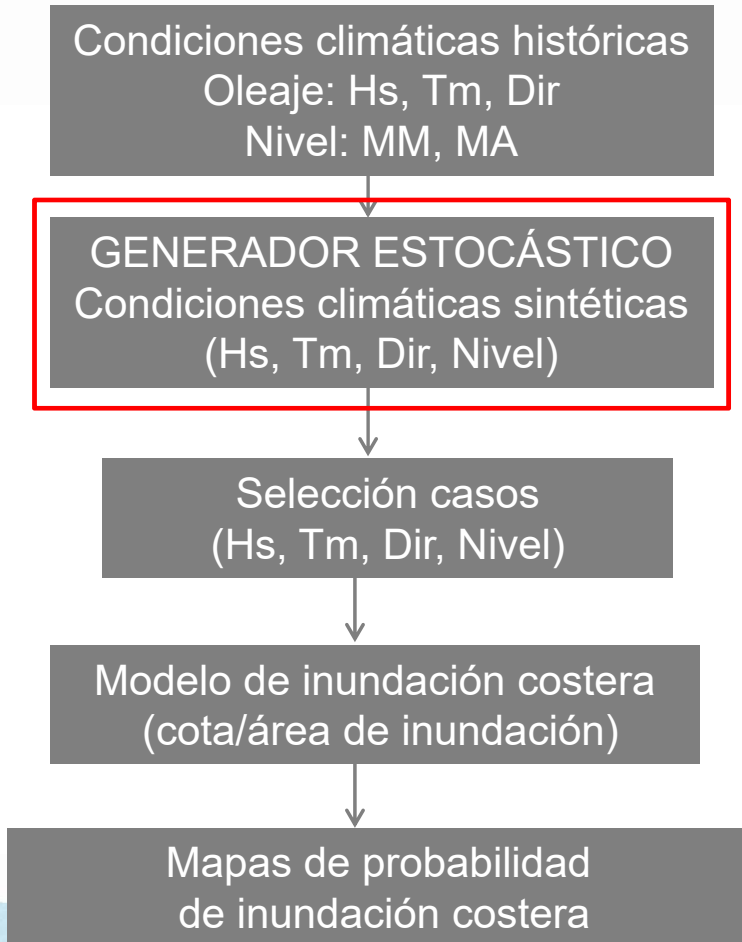 Condiciones climáticas históricas
Oleaje: Hs, Tm, Dir
Nivel: MM, MA
GENERADOR ESTOCÁSTICO
Condiciones climáticas sintéticas
(Hs, Tm, Dir, Nivel)
Selección casos
(Hs, Tm, Dir, Nivel)
Modelo de inundación costera
(cota/área de inundación)
Mapas de probabilidad
de inundación costera